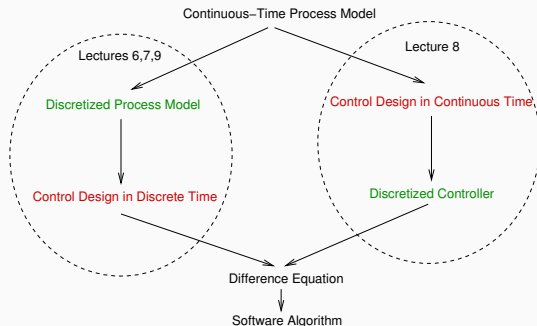 Continuous-Time Process Model
Lectures 6,7,9
Lecture 8
Discretized Process Model
Control Design in Continuous Time
Control Design in Discrete Time
Discretized Controller
Difference Equation
Software Algorithm